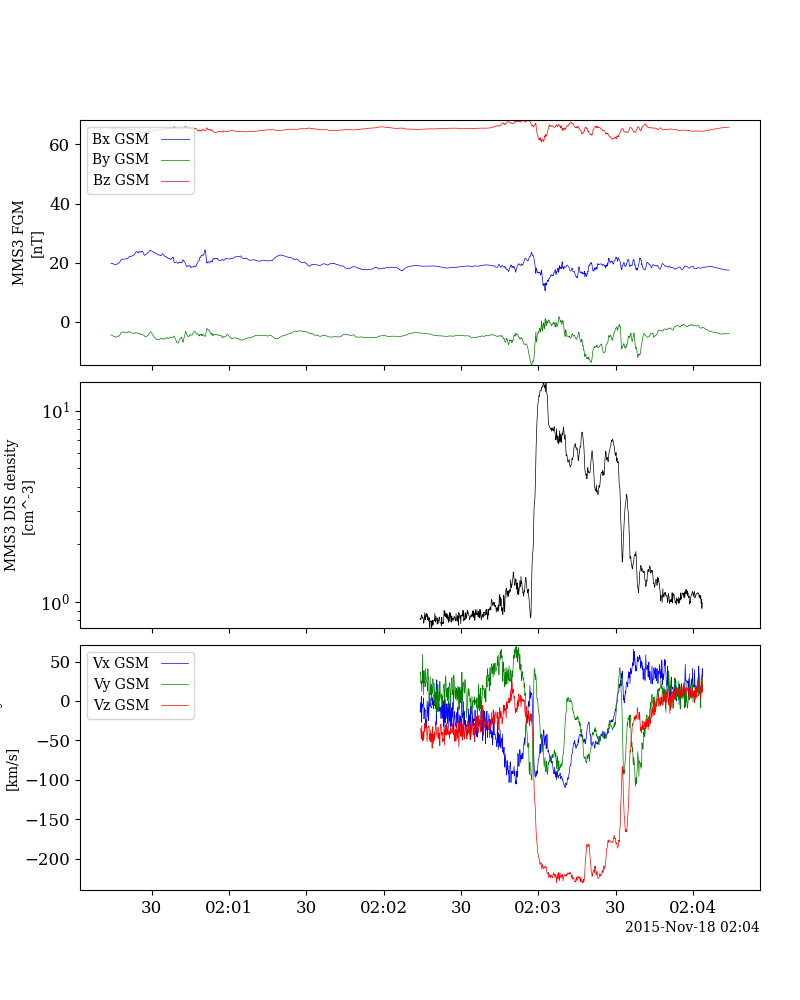 Bx GSM
By GSM
Bz GSM
60
40
20
0
MMS3 FGM
[nT]
10^1
10^0
MMS3 DIS density
[cm^-3]
Vx GSM
Vy GSM
Vz GSM
50
0
−50
−100
−150
−200
[km/s]
30 02:01 30 02:02 30 02:03 30 02:04
2015-Nov-18 02:04